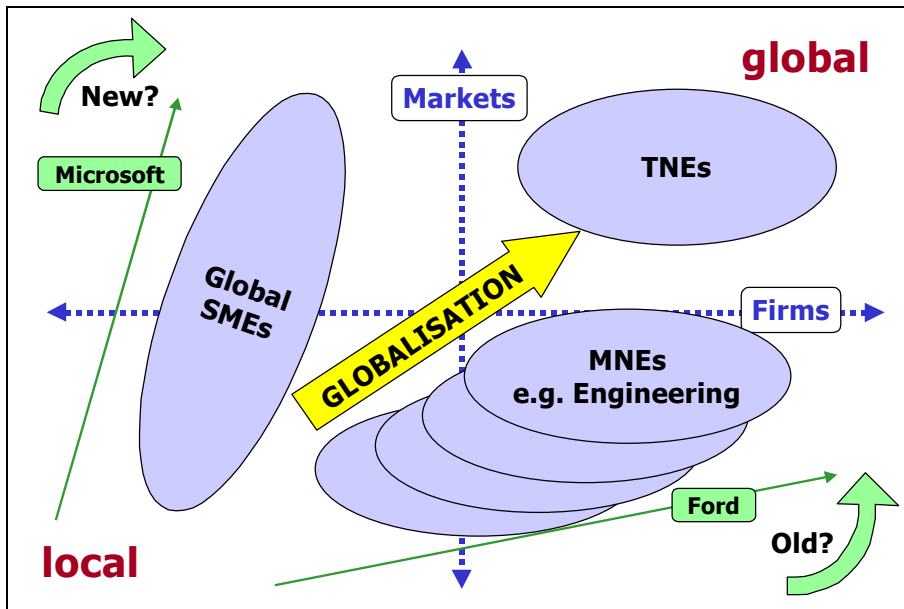 global
New?
Markets
TNEs
Microsoft
Global
SMEs
GLOBALISATION
Firms
MNEs
e.g. Engineering
Ford
Old?
local